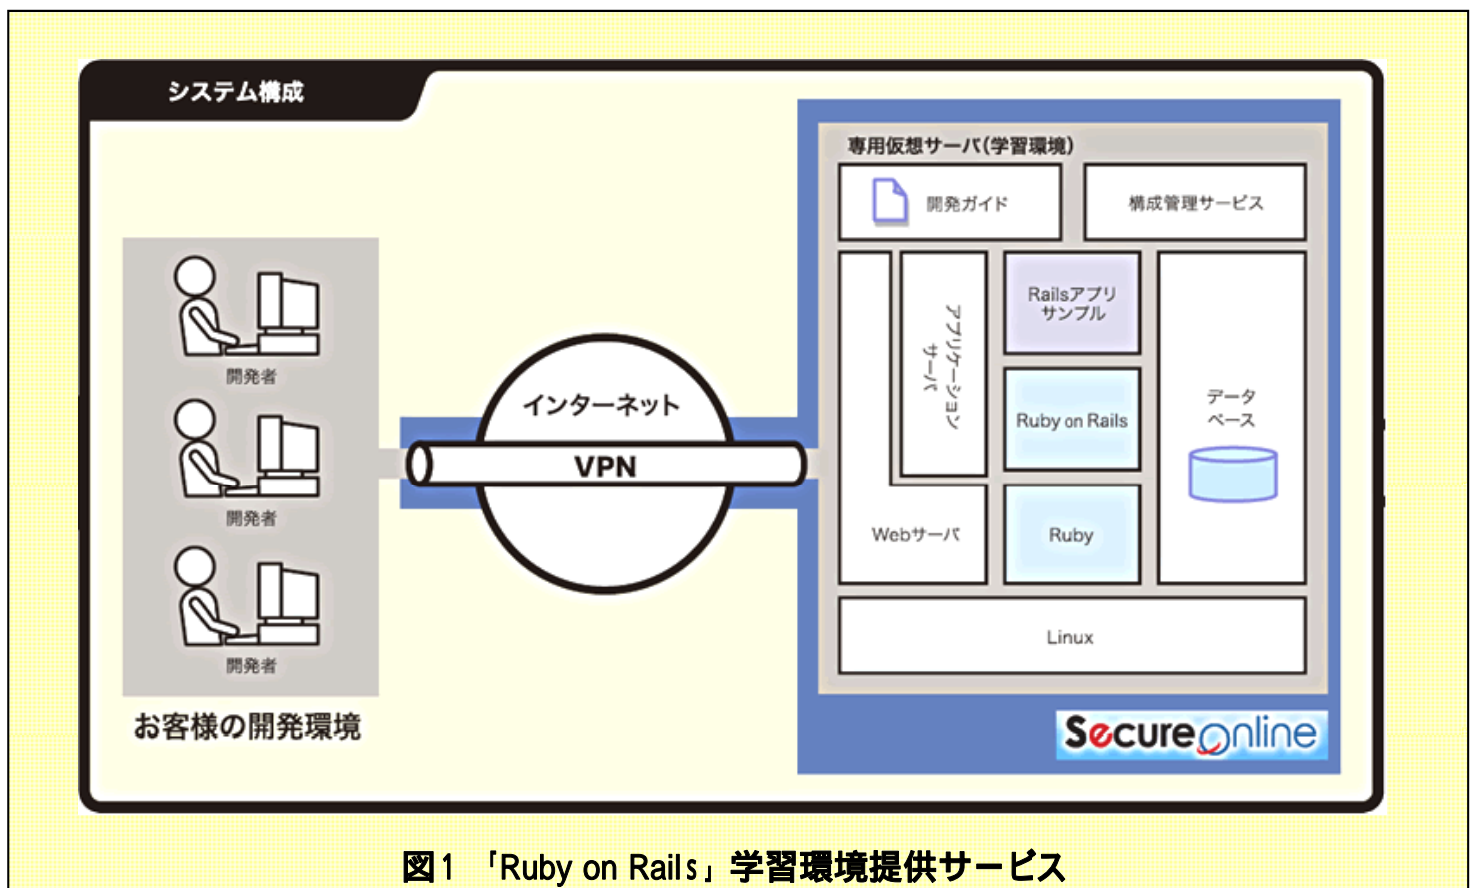 システム構成
専用仮想サーバ(学習環境)
開発ガイド
構成管理サービス
開発者
開発者
開発者
お客様の開発環境
インターネット
VPN
アプリケーション
サーバ
Webサーバ
Railsアプリ
サンプル
Ruby on Rails
Ruby
データ
ベース
Linux
Secureonline
図1 「Ruby on Rails」学習環境提供サービス